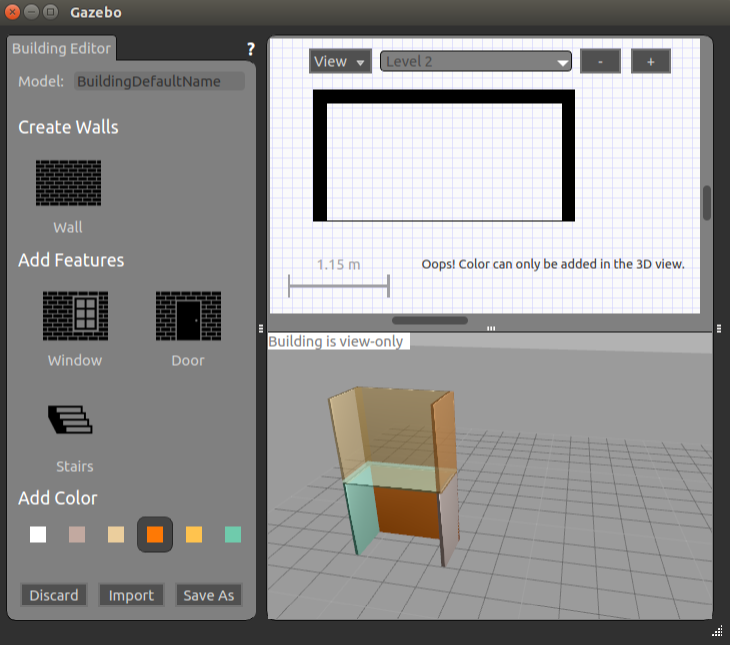 Gazebo
Building Editor
?
Model: BuildingDefaultName
Create Walls
Wall
Add Features
Window Door
Stairs
Add Color
Discard Import Save As
View Level 2 - +
1.15 m
Oops! Color can only be added in the 3D view.
Building is view-only